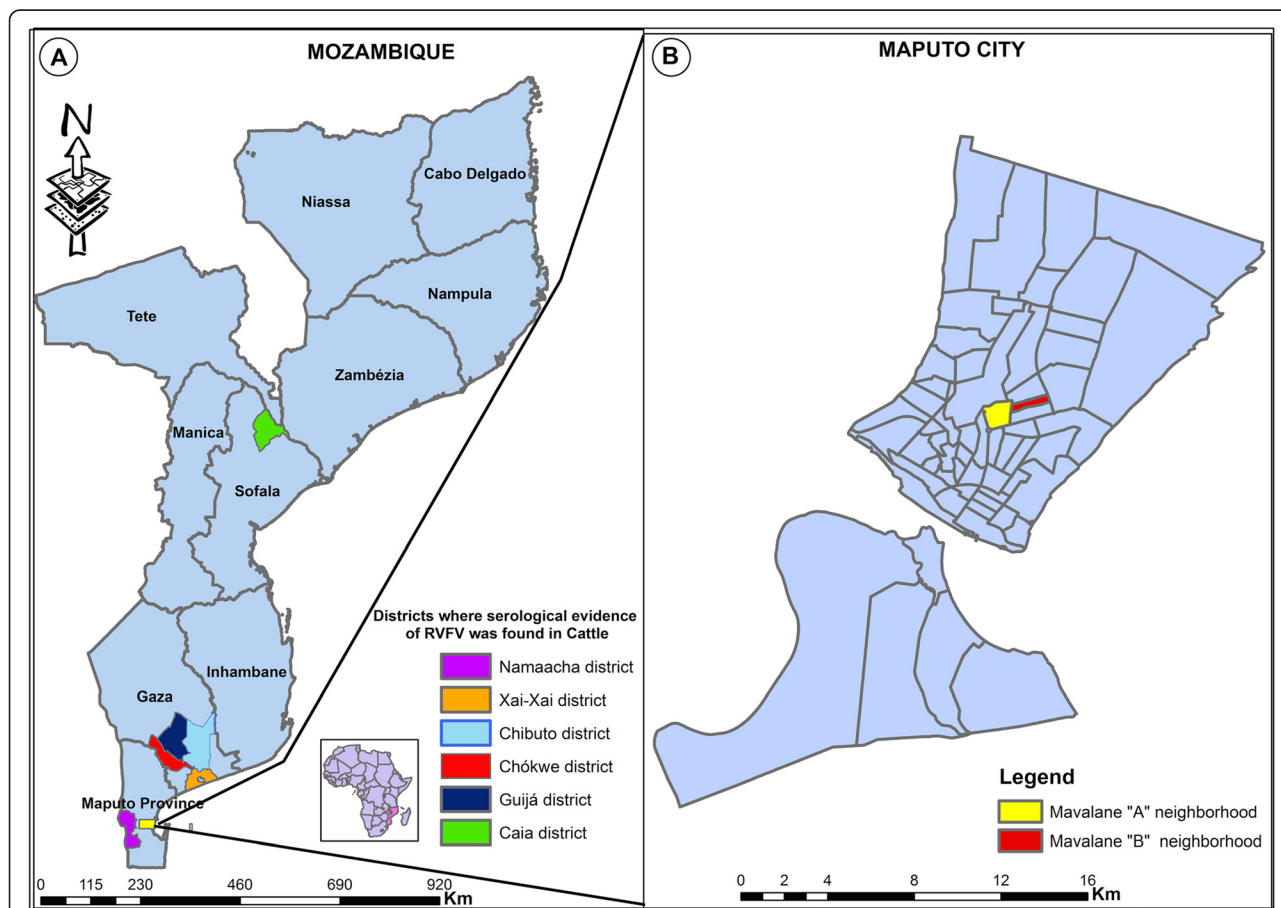 A
MOZAMBIQUE
N
Cabo Delgado
Niassa
Nampula
Tete
Zambézia
Manica
Sofala
Inhambane
Gaza
Maputo Province
Districts where serological evidence
of RVFV was found in Cattle
Namaacha district
Xai-Xai district
Chibuto district
Chókwe district
Guijá district
Caia district
0 115 230 460 690 920
Km
B
MAPUTO CITY
Legend
Mavalane "A" neighborhood
Mavalane "B" neighborhood
0 2 4 8 12 16
Km